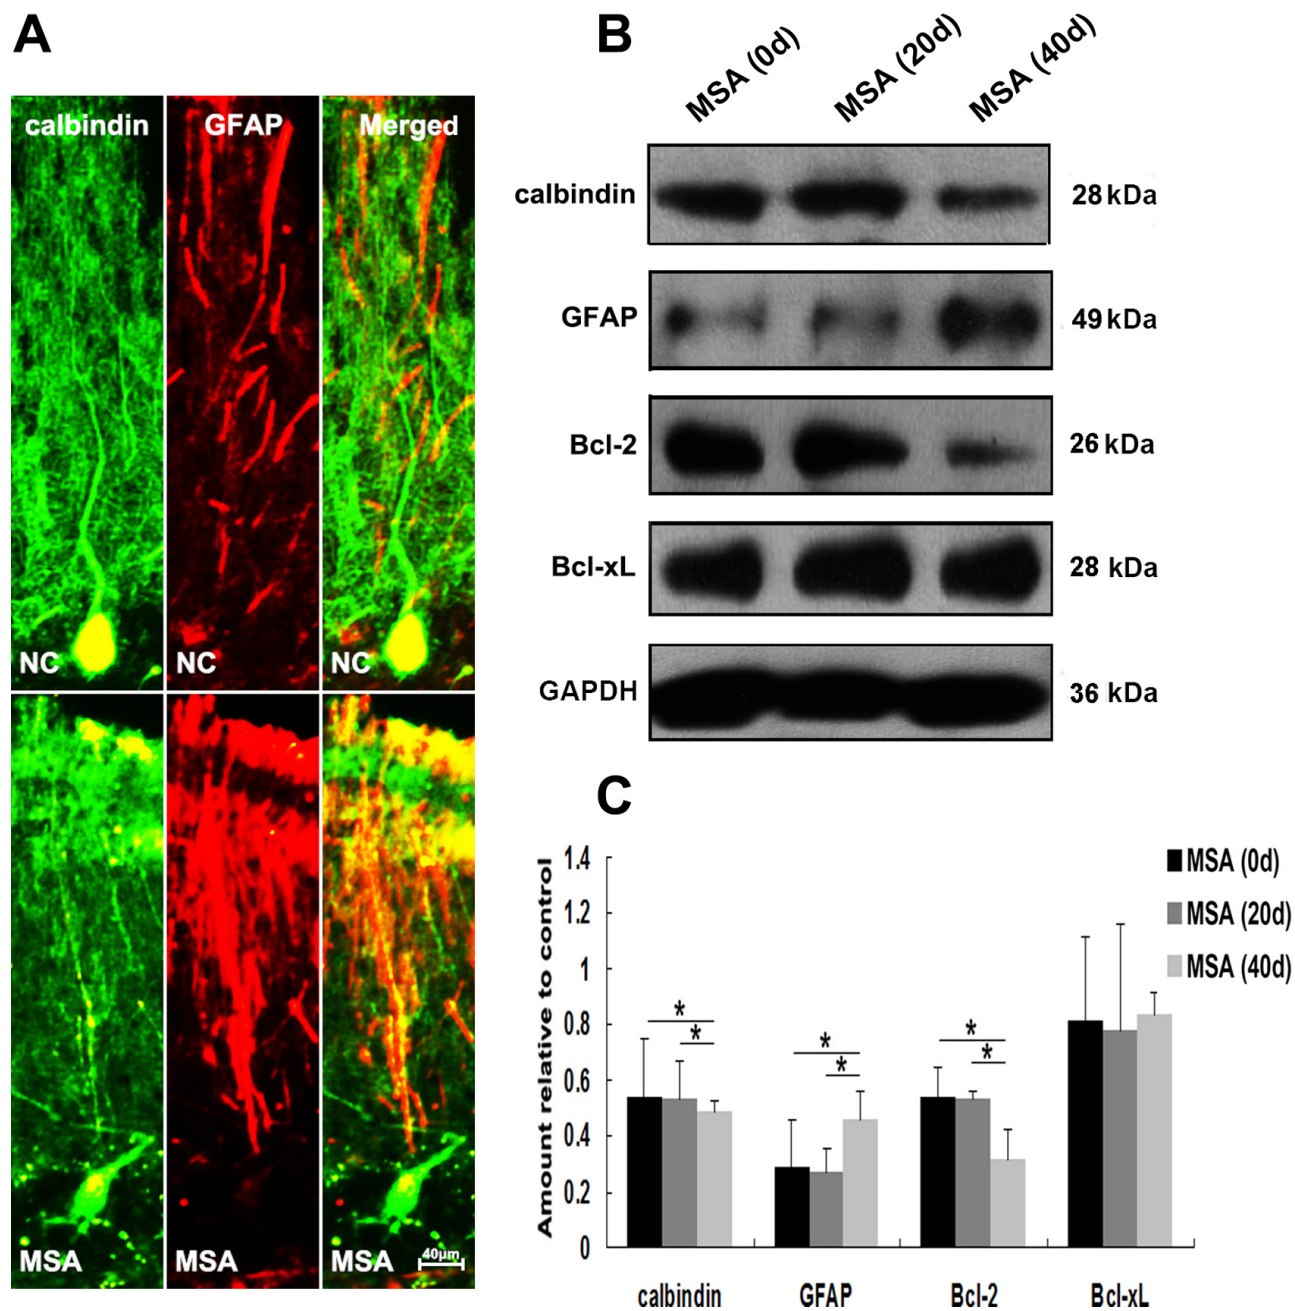 A
calbindin GFAP Merged
NC NC NC
MSA MSA MSA
40μm
B
MSA (0d) MSA (20d) MSA (40d)
calbindin 28 kDa
GFAP 49 kDa
Bcl-2 26 kDa
Bcl-xL 28 kDa
GAPDH 36 kDa
C
Amount relative to control
1.4
1.2
1
0.8
0.6
0.4
0.2
0
* * * * * *
MSA (0d)
MSA (20d)
MSA (40d)
calbindin GFAP Bcl-2 Bcl-xL